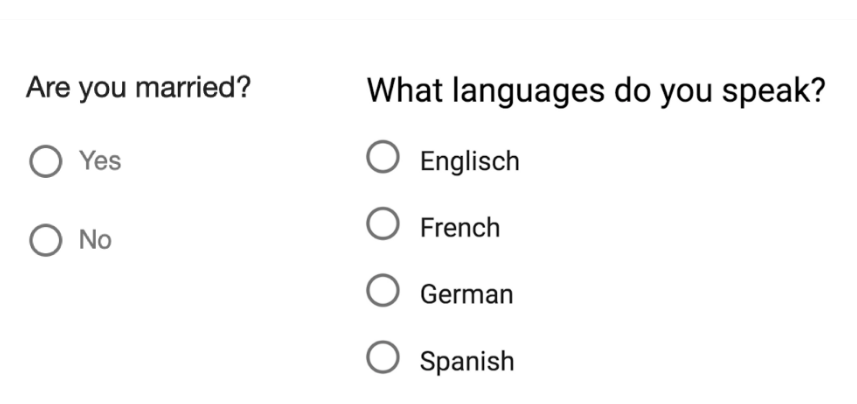 Are you married?
Yes
No
What languages do you speak?
Englisch
French
German
Spanish